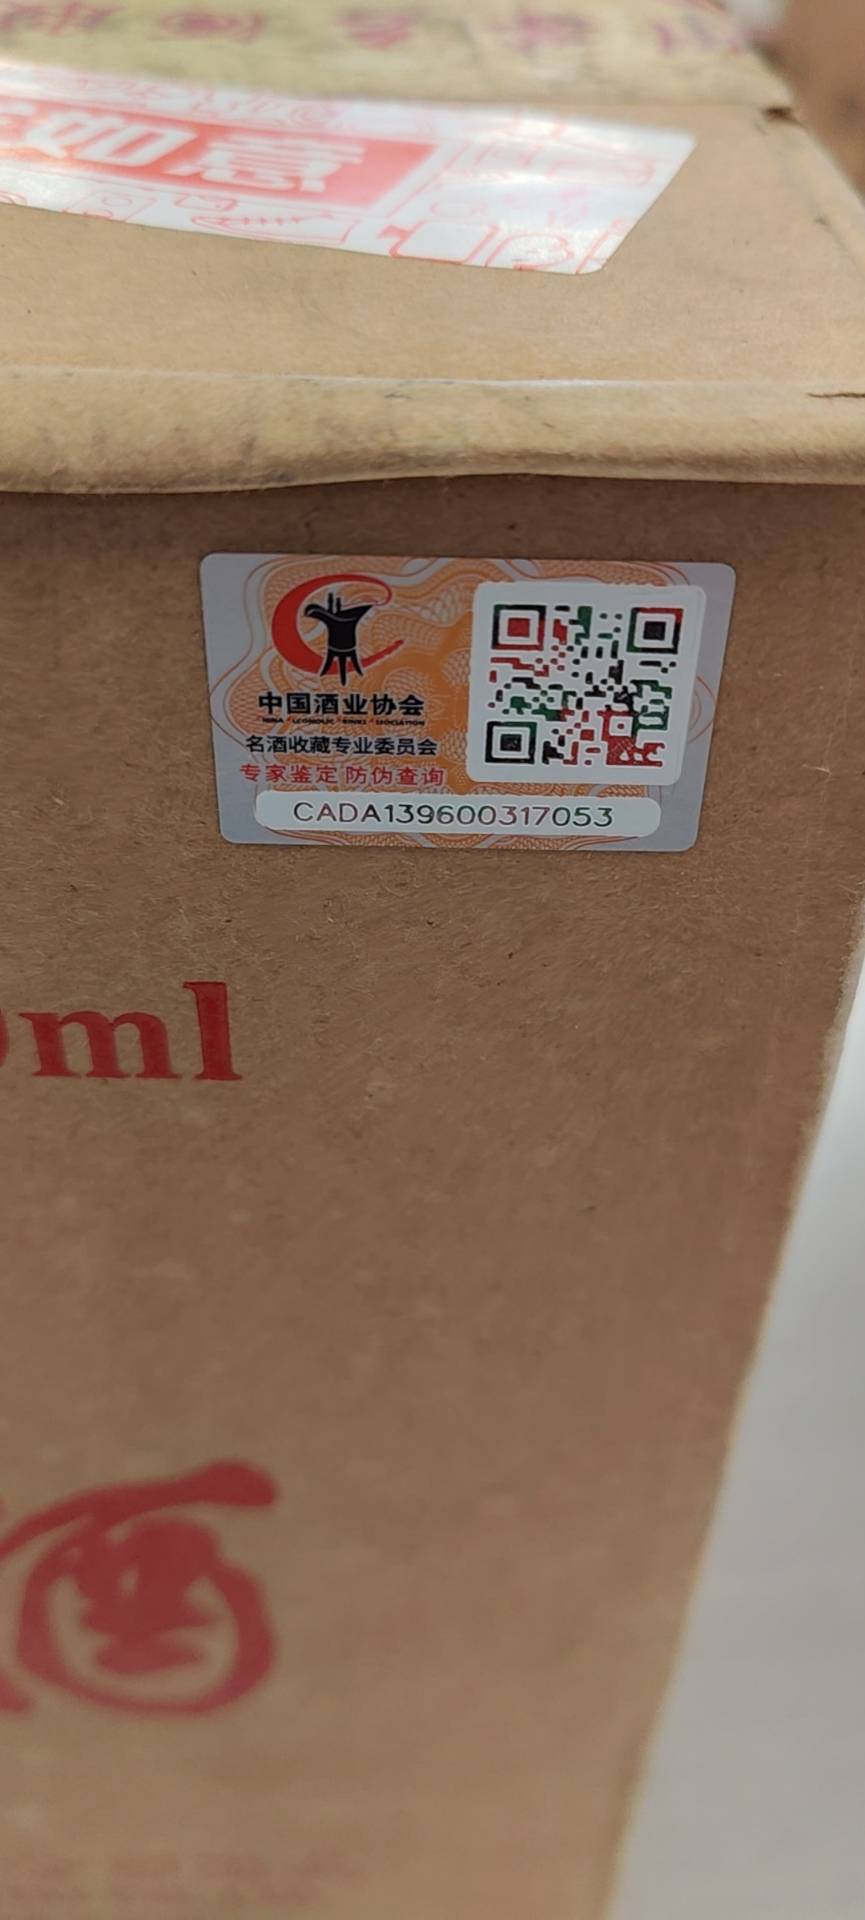 如意
中国酒业协会
名酒收藏专业委员会
专家鉴定 防伪查询
CADA139600317053
ml
酒